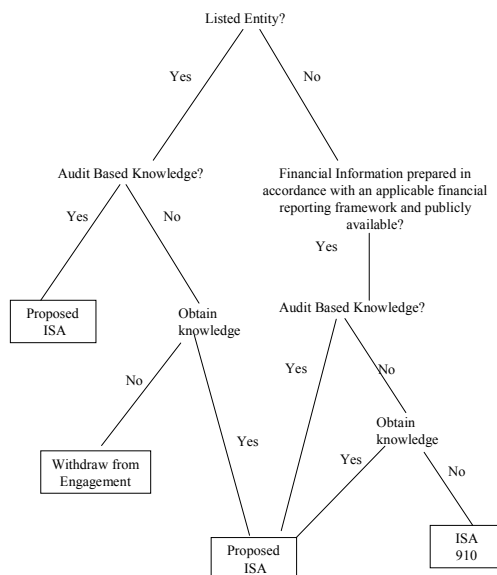 Listed Entity?
Yes
No
Audit Based Knowledge?
Financial Information prepared in
accordance with an applicable financial
reporting framework and publicly
available?
Yes
No
Yes
Proposed
ISA
Obtain
knowledge
Audit Based Knowledge?
No
Yes
No
Withdraw from
Engagement
Yes
Obtain
knowledge
Yes
No
Proposed
ISA
ISA
910